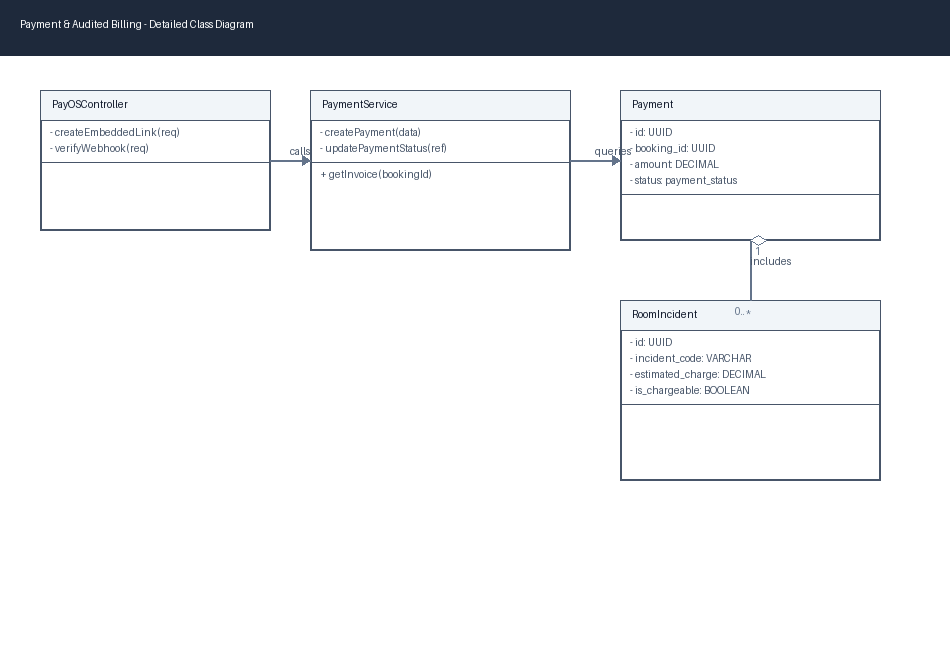 Payment & Audited Billing - Detailed Class Diagram
PayOSController
- createEmbeddedLink(req)
- verifyWebhook(req)
calls
PaymentService
- createPayment(data)
- updatePaymentStatus(ref)
+ getInvoice(bookingId)
queries
Payment
- id: UUID
- booking_id: UUID
- amount: DECIMAL
- status: payment_status
1
includes
0..*
RoomIncident
- id: UUID
- incident_code: VARCHAR
- estimated_charge: DECIMAL
- is_chargeable: BOOLEAN